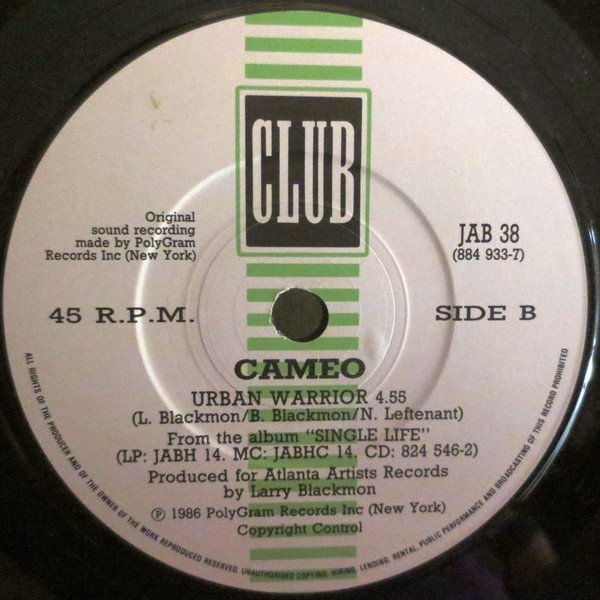 CLUB
Original
sound recording
made by PolyGram
Records Inc (New York)
JAB 38
(884 933-7)
45 R.P.M.
SIDE B
CAMEO
URBAN WARRIOR 4.55
(L. Blackmon/B. Blackmon/N. Leftenant)
From the album "SINGLE LIFE"
(LP: JABH 14. MC: JABHC 14. CD: 824 546-2)
Produced for Atlanta Artists Records
by Larry Blackmon
℗ 1986 PolyGram Records Inc (New York)
Copyright Control
ALL RIGHTS OF THE PRODUCER AND OF THE OWNER OF THE WORK REPRODUCED RESERVED. UNAUTHORISED COPYING, HIRING, LENDING, RENTAL, PUBLIC PERFORMANCE AND BROADCASTING OF THIS RECORD PROHIBITED